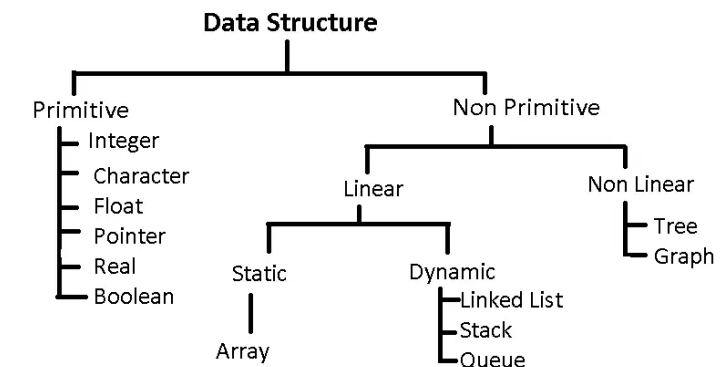 Data Structure
Primitive
Non Primitive
Integer
Character
Float
Pointer
Real
Boolean
Linear
Non Linear
Tree
Graph
Static
Dynamic
Array
Linked List
Stack
Queue